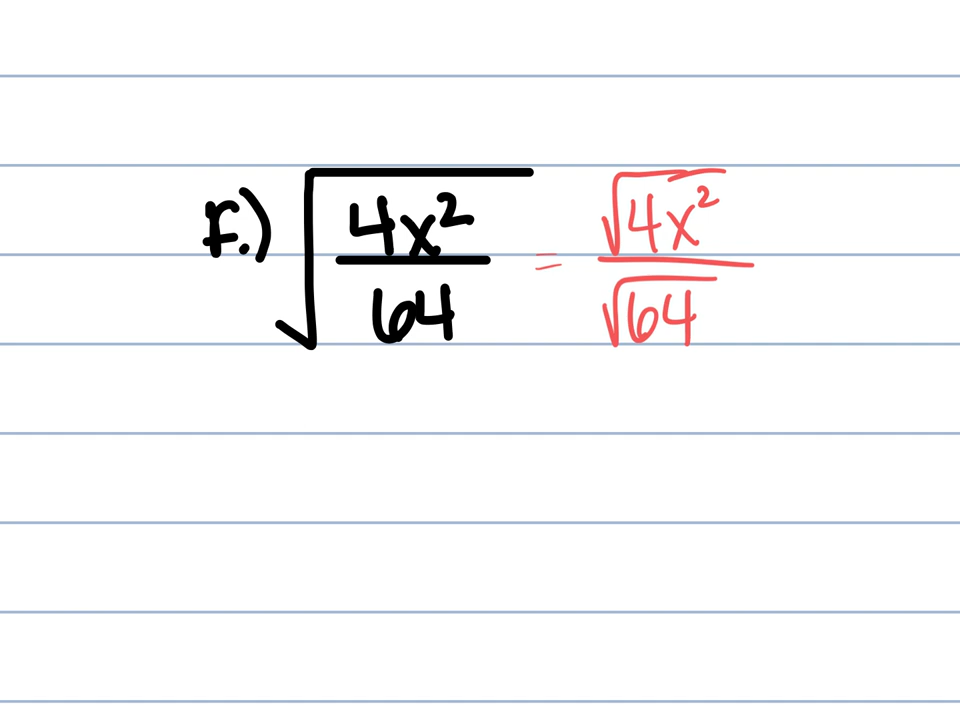 F.) √(4x²/64) = √4x²/√64